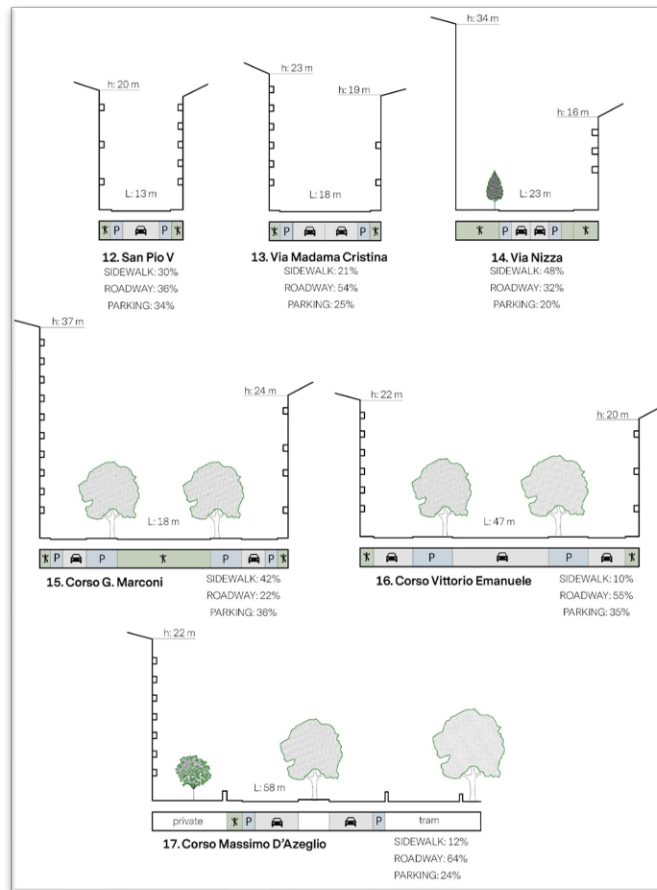 h: 20 m
L: 13 m
P P
12. San Pio V
SIDEWALK: 30%
ROADWAY: 36%
PARKING: 34%
h: 23 m
h: 19 m
L: 18 m
P P
13. Via Madama Cristina
SIDEWALK: 21%
ROADWAY: 54%
PARKING: 25%
h: 34 m
h: 16 m
L: 23 m
P P
14. Via Nizza
SIDEWALK: 48%
ROADWAY: 32%
PARKING: 20%
h: 37 m
h: 24 m
L: 18 m
P P P P
15. Corso G. Marconi
SIDEWALK: 42%
ROADWAY: 22%
PARKING: 36%
h: 22 m
h: 20 m
L: 47 m
P P
16. Corso Vittorio Emanuele
SIDEWALK: 10%
ROADWAY: 55%
PARKING: 35%
h: 22 m
L: 58 m
private P P tram
17. Corso Massimo D'Azeglio
SIDEWALK: 12%
ROADWAY: 64%
PARKING: 24%